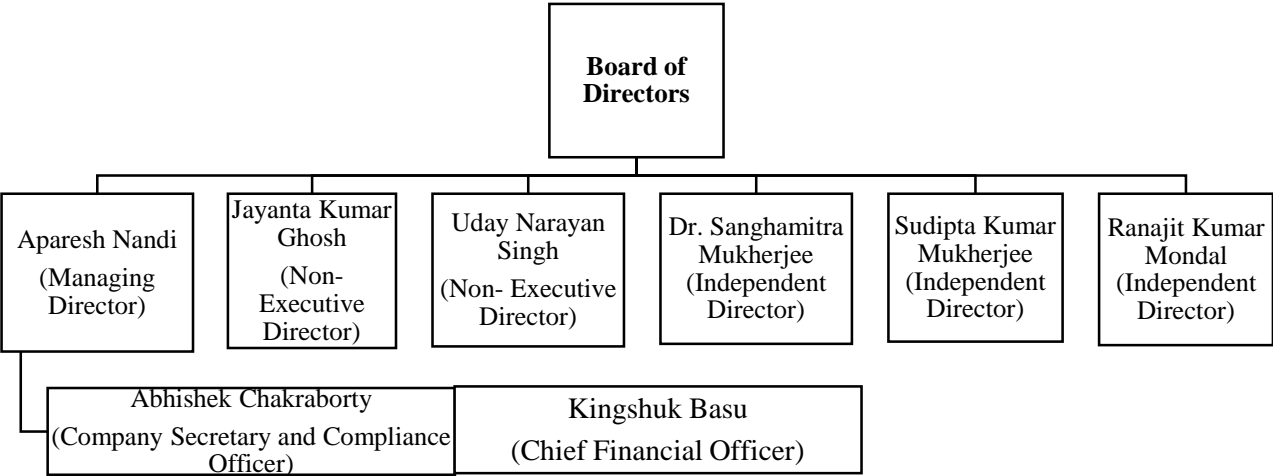 Board of
Directors
Aparesh Nandi
(Managing
Director)
Jayanta Kumar
Ghosh
(Non-
Executive
Director)
Uday Narayan
Singh
(Non- Executive
Director)
Dr. Sanghamitra
Mukherjee
(Independent
Director)
Sudipta Kumar
Mukherjee
(Independent
Director)
Ranajit Kumar
Mondal
(Independent
Director)
Abhishek Chakraborty
(Company Secretary and Compliance
Officer)
Kingshuk Basu
(Chief Financial Officer)